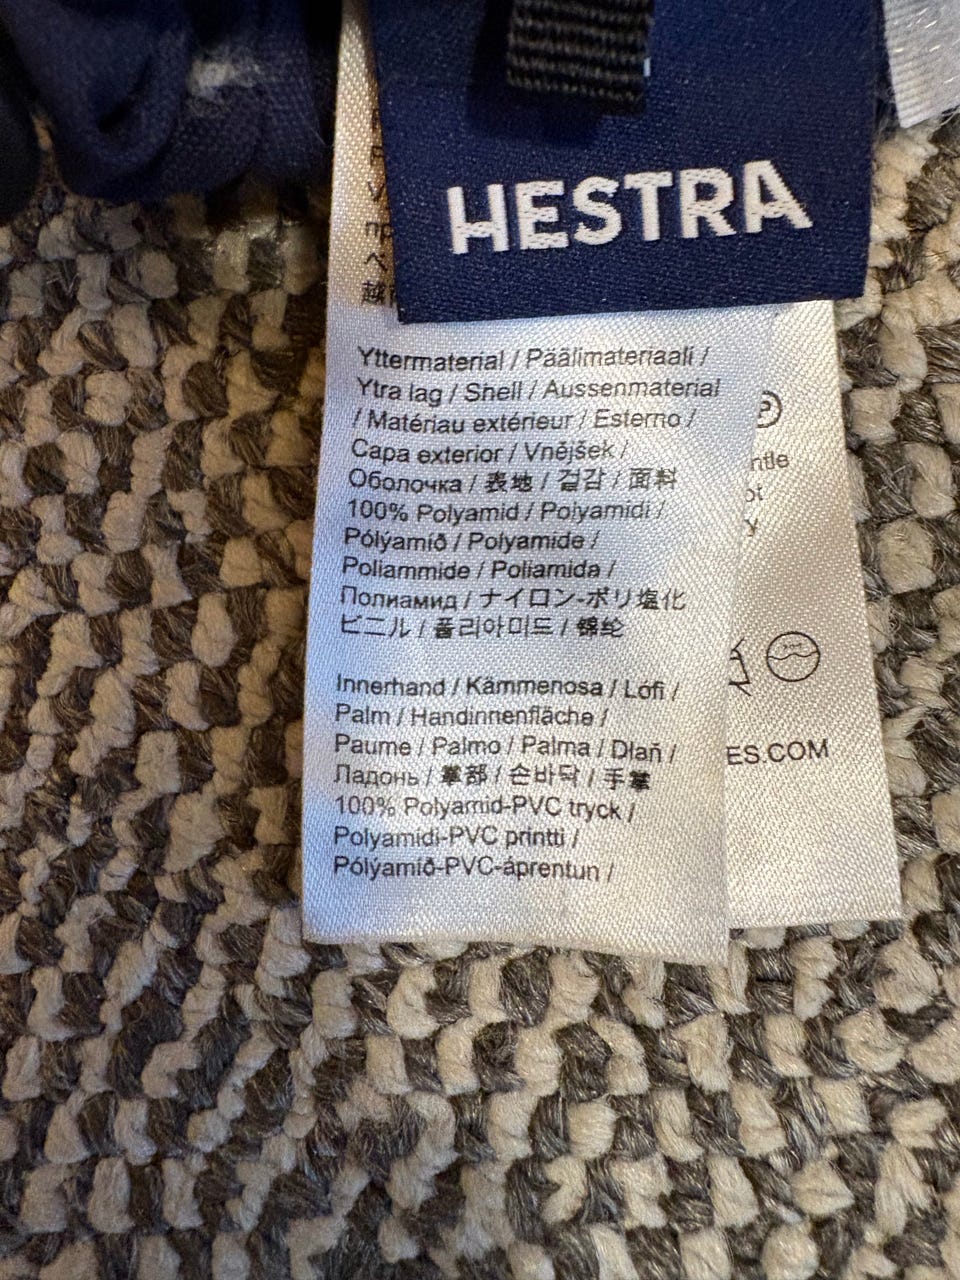 HESTRA
越
Yttermaterial / Päälimateriaali /
Ytra lag / Shell / Aussenmaterial
/ Matériau extérieur / Esterno /
Capa exterior / Vnějšek /
Оболочка / 表地 / 겉감 / 面料
100% Polyamid / Polyamidi /
Pólýamíð / Polyamide /
Poliammide / Poliamida /
Полиамид / ナイロン-ポリ塩化
ビニル / 폴리아미드 / 锦纶
Innerhand / Kämmenosa / Lófi /
Palm / Handinnenfläche /
Paume / Palmo / Palma / Dlaň /
Ладонь / 掌部 / 손바닥 / 手掌
100% Polyamid-PVC tryck /
Polyamidi-PVC printti /
Pólýamíð-PVC-áprentun /
P
ntle
ot
y
ES.COM